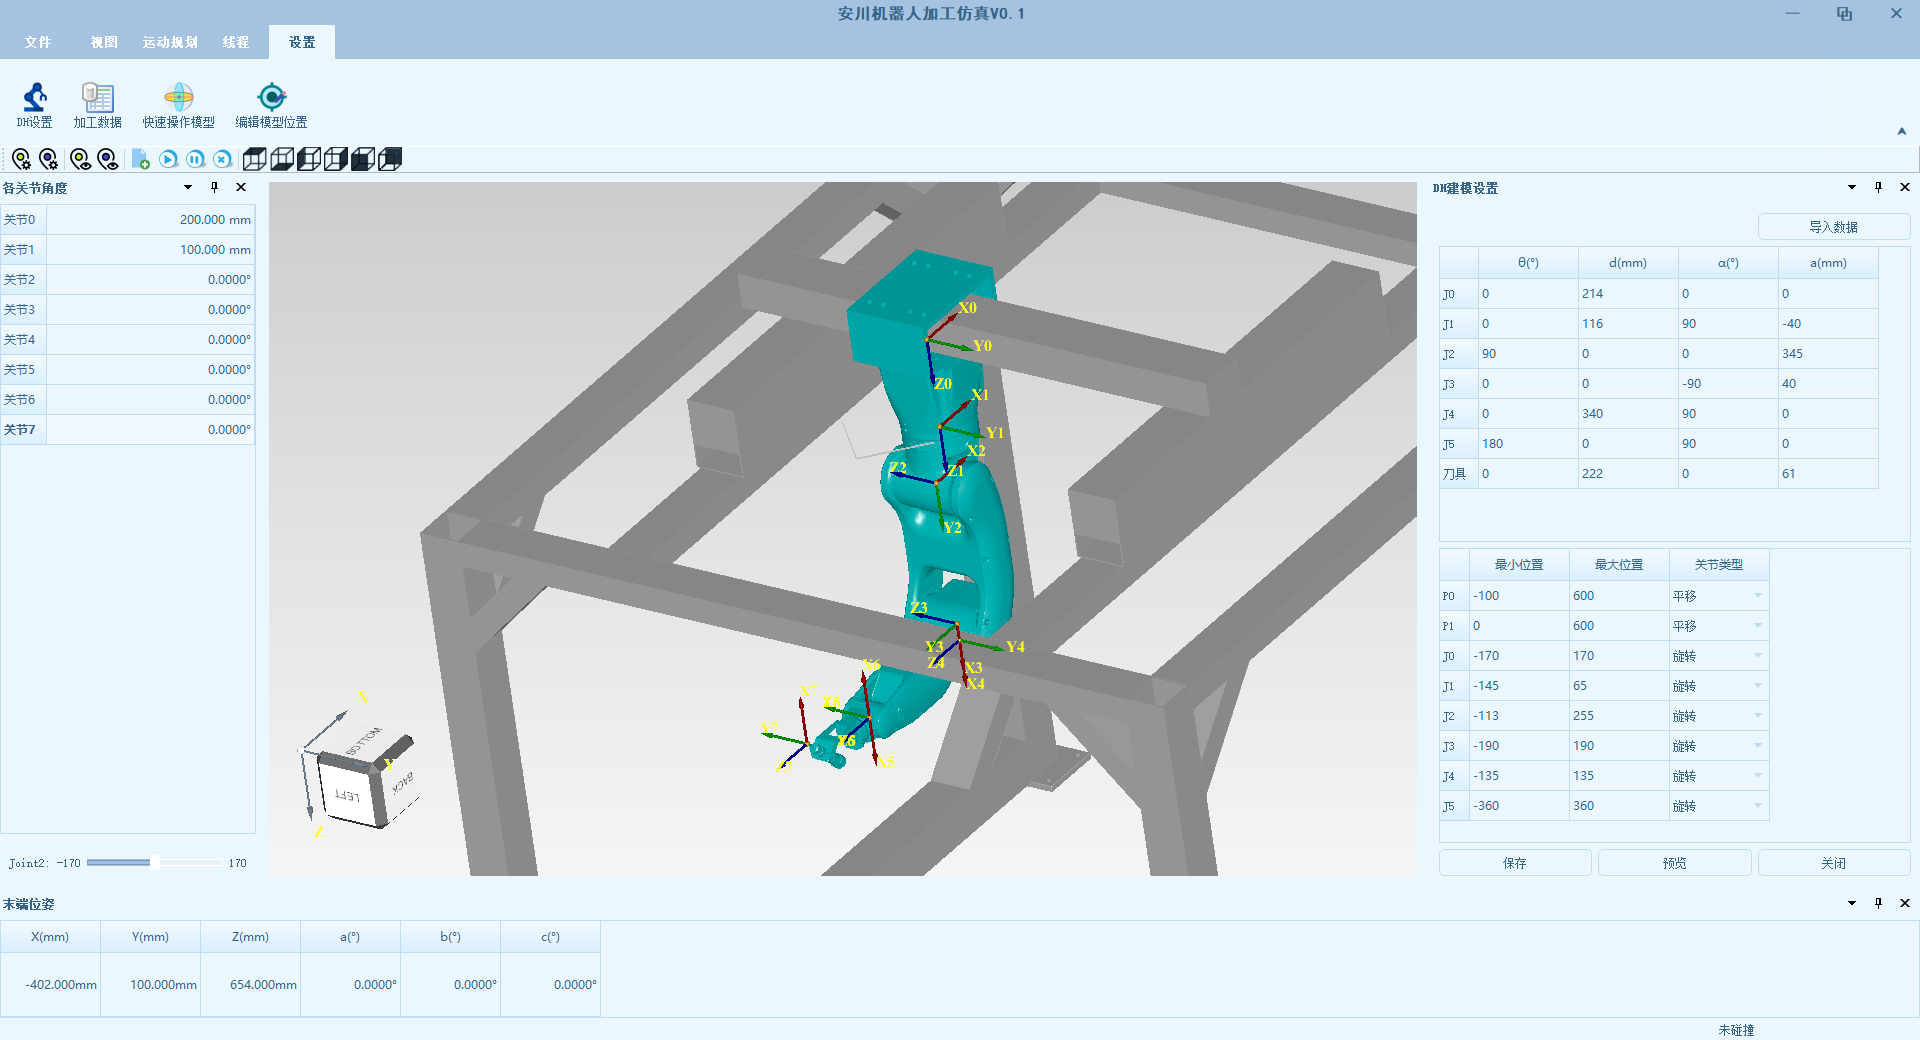 安川机器人加工仿真V0.1
文件 视图 运动规划 线程 设置
DH设置 加工数据 快速操作模型 编辑模型位置
各关节角度
关节0 200.000 mm
关节1 100.000 mm
关节2 0.0000°
关节3 0.0000°
关节4 0.0000°
关节5 0.0000°
关节6 0.0000°
关节7 0.0000°
Joint2: -170 170
X0
Y0
Z0
X1
Y1
Z1
X2
Z2
Y2
Z3
Y3
X3
Y4
Z4
X4
X6
X7
X5
X
Y
Z
BOTTOM
LEFT
BACK
DH建模设置
导入数据
θ(°) d(mm) α(°) a(mm)
J0 0 214 0 0
J1 0 116 90 -40
J2 90 0 0 345
J3 0 0 -90 40
J4 0 340 90 0
J5 180 0 90 0
刀具 0 222 0 61
最小位置 最大位置 关节类型
P0 -100 600 平移
P1 0 600 平移
J0 -170 170 旋转
J1 -145 65 旋转
J2 -113 255 旋转
J3 -190 190 旋转
J4 -135 135 旋转
J5 -360 360 旋转
保存 预览 关闭
末端位姿
X(mm) Y(mm) Z(mm) a(°) b(°) c(°)
-402.000mm 100.000mm 654.000mm 0.0000° 0.0000° 0.0000°
未碰撞